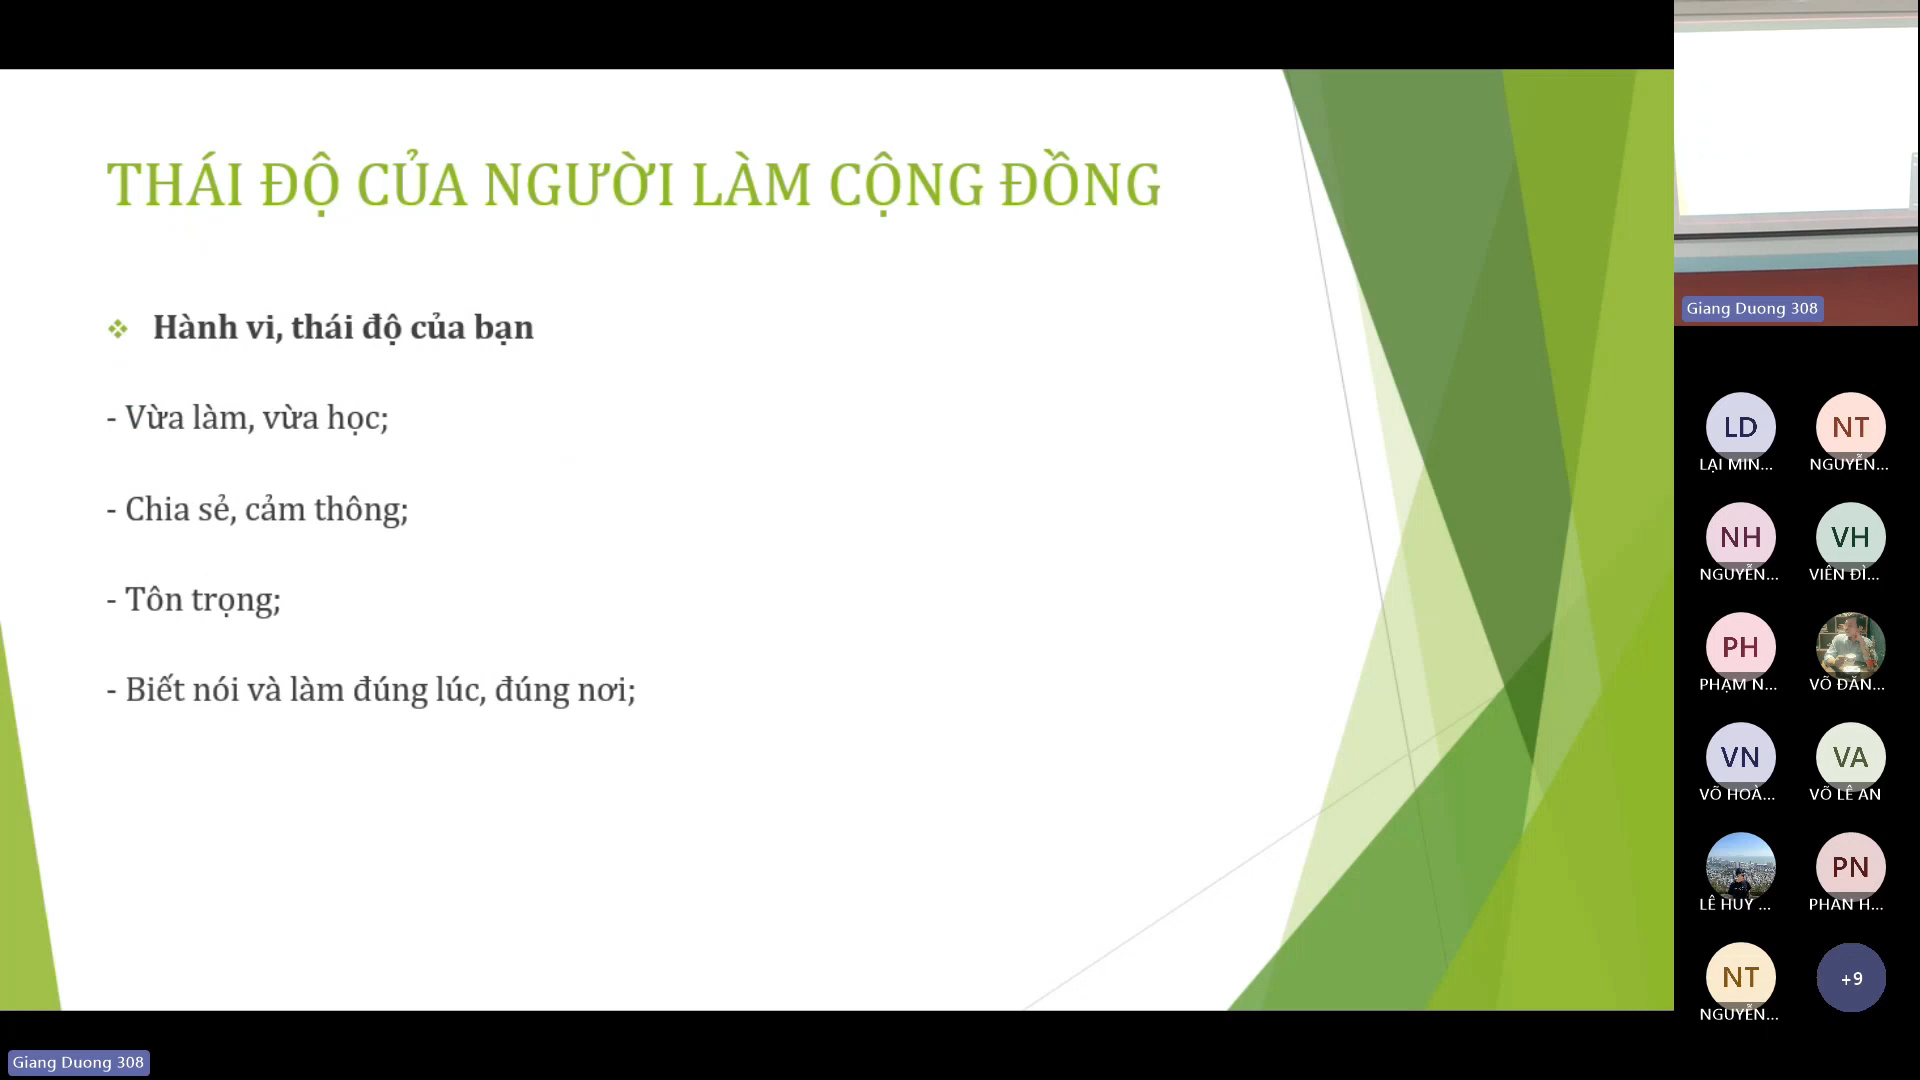 THÁI ĐỘ CỦA NGƯỜI LÀM CỘNG ĐỒNG
Hành vi, thái độ của bạn
- Vừa làm, vừa học;
- Chia sẻ, cảm thông;
- Tôn trọng;
- Biết nói và làm đúng lúc, đúng nơi;
Giang Duong 308
Giang Duong 308
LD
LẠI MIN...
NT
NGUYỄN...
NH
NGUYỄN...
VH
VIÊN ĐÌ...
PH
PHẠM N...
VÕ ĐĂN...
VN
VÕ HOÀ...
VA
VÕ LÊ AN
LÊ HUY ...
PN
PHAN H...
NT
NGUYỄN...
+9